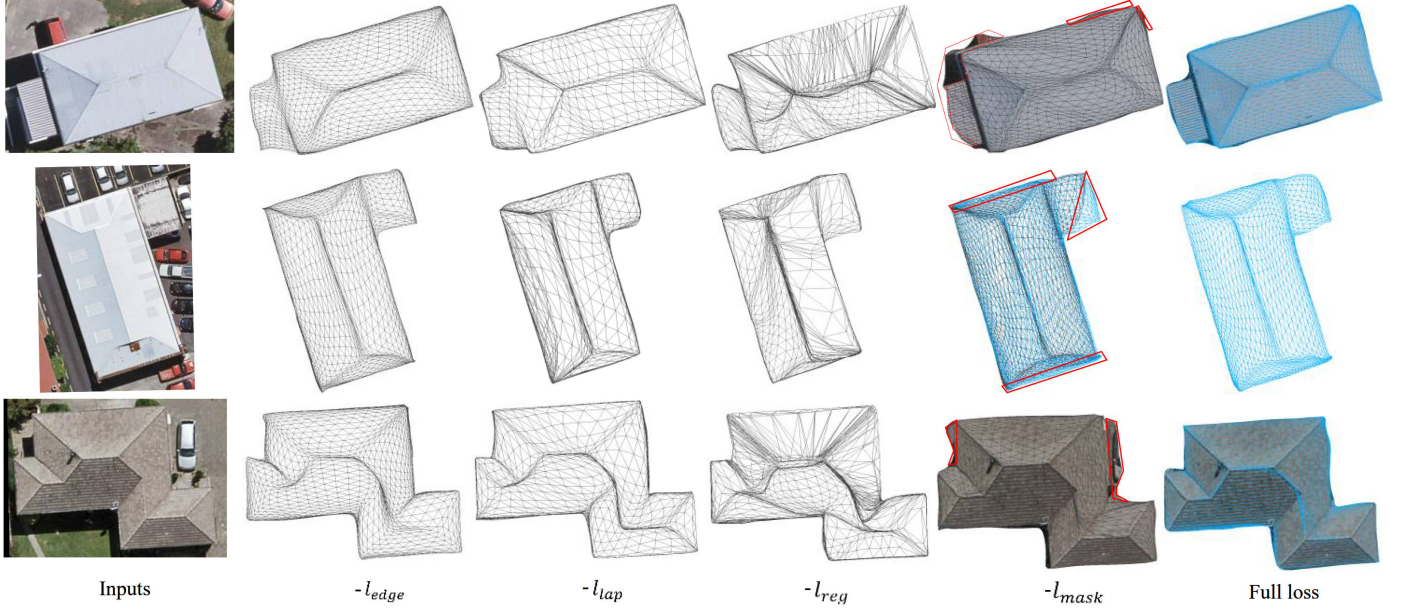 Inputs
-l_edge
-l_lap
-l_reg
-l_mask
Full loss